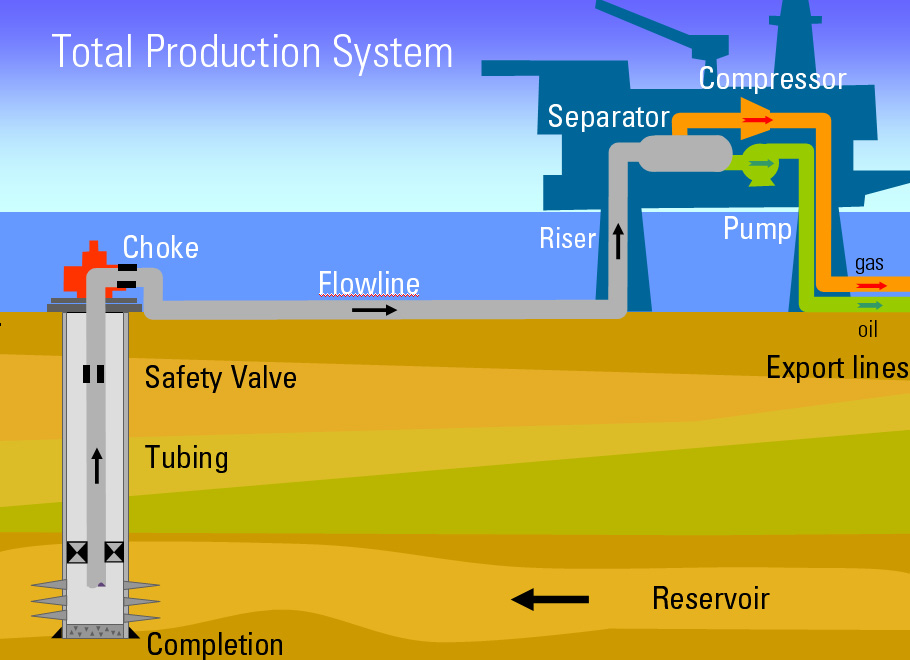 Total Production System
Compressor
Separator
Riser
Pump
Choke
Flowline
gas
oil
Export lines
Safety Valve
Tubing
Reservoir
Completion